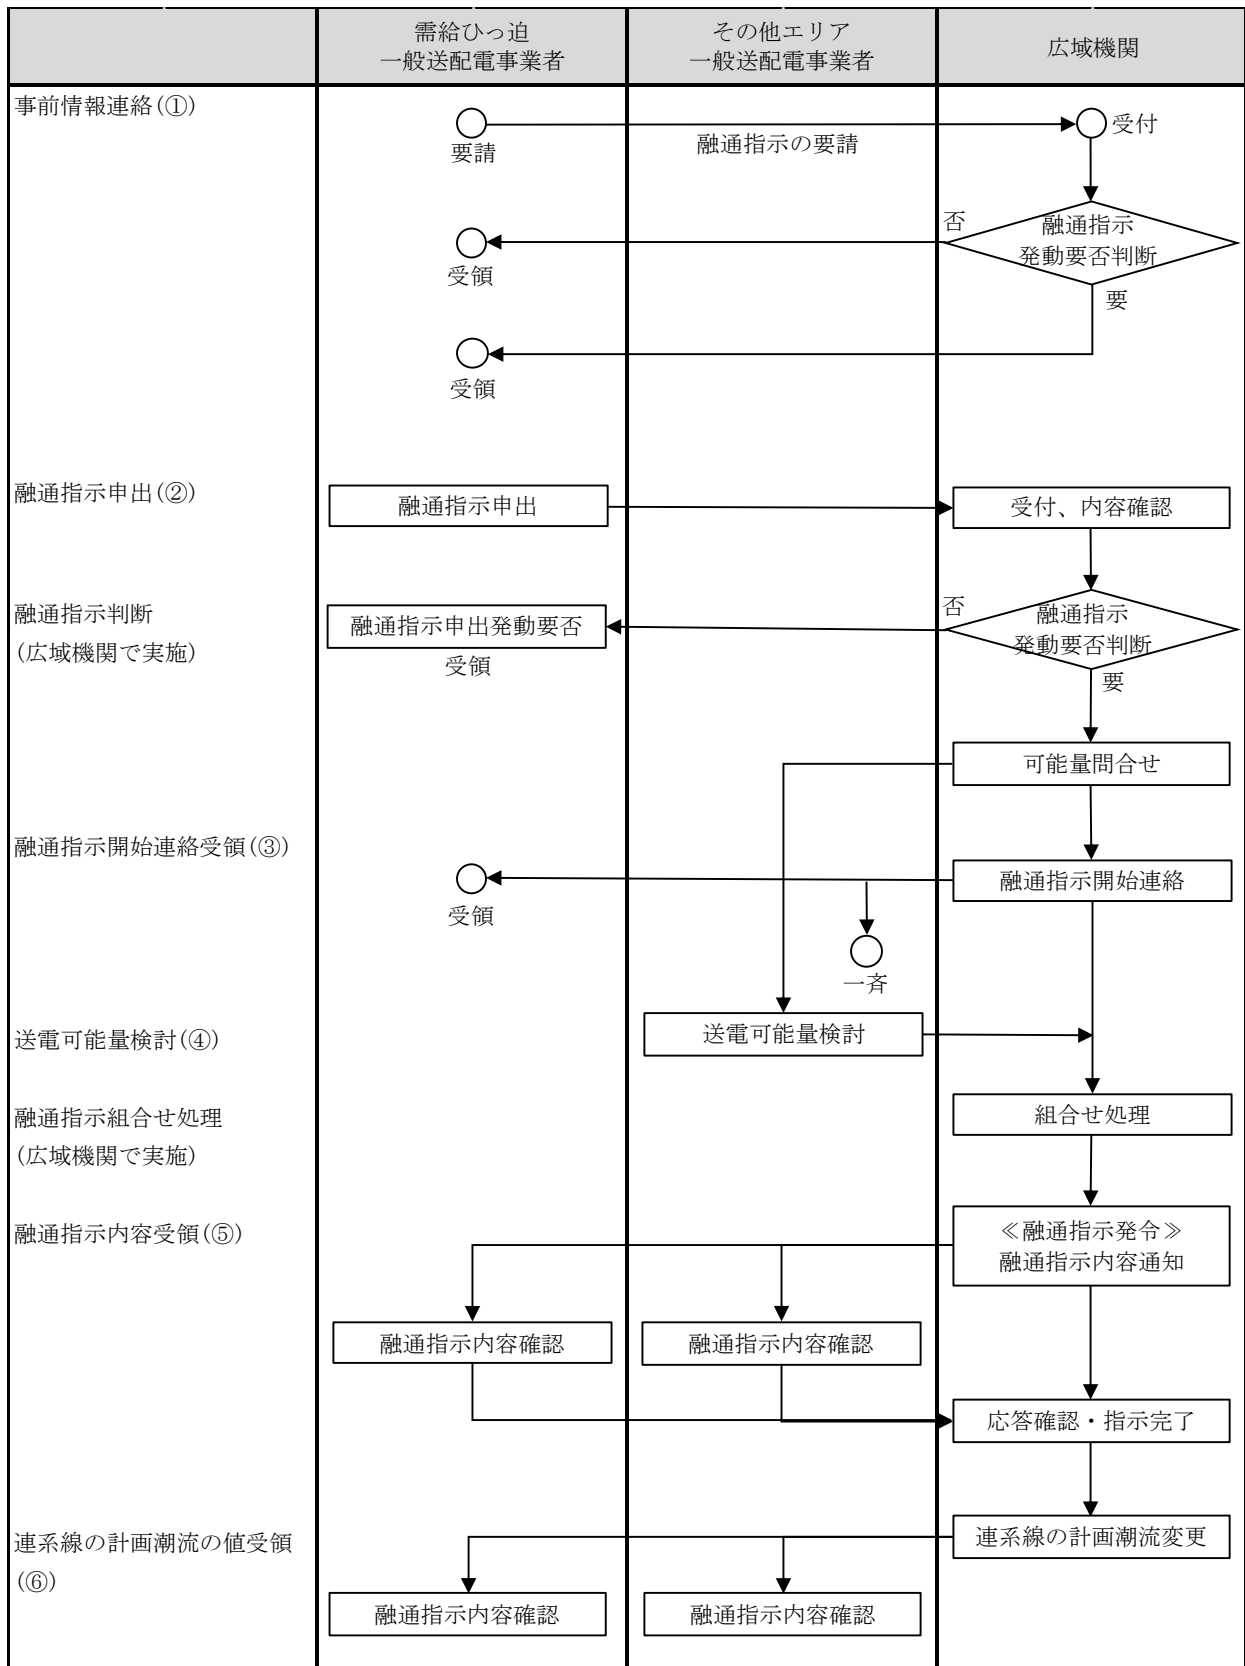 需給ひっ迫
一般送配電事業者
その他エリア
一般送配電事業者
広域機関
事前情報連絡(①)
要請
融通指示の要請
受付
融通指示
発動要否判断
否
受領
要
受領
融通指示申出(②)
融通指示申出
受付、内容確認
融通指示判断
(広域機関で実施)
融通指示申出発動要否
受領
否
融通指示
発動要否判断
要
可能量問合せ
融通指示開始連絡受領(③)
受領
融通指示開始連絡
一斉
送電可能量検討(④)
送電可能量検討
融通指示組合せ処理
(広域機関で実施)
組合せ処理
融通指示内容受領(⑤)
≪融通指示発令≫
融通指示内容通知
融通指示内容確認
融通指示内容確認
応答確認・指示完了
連系線の計画潮流の値受領
(⑥)
連系線の計画潮流変更
融通指示内容確認
融通指示内容確認